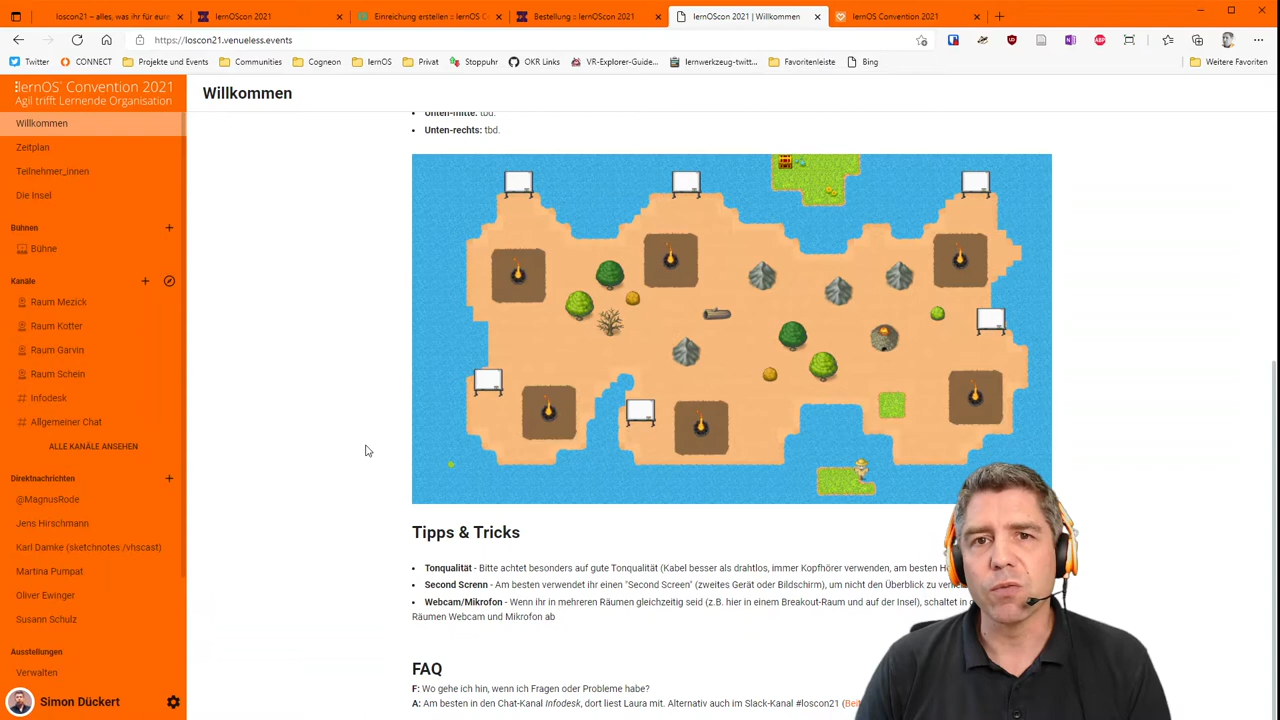 loscon21 – alles, was ihr für eure
lernOScon 2021
Einreichung erstellen :: lernOS C
Bestellung :: lernOScon 2021
lernOScon 2021 | Willkommen
lernOS Convention 2021
https://loscon21.venueless.events
Twitter
CONNECT
Projekte und Events
Communities
Cogneon
lernOS
Privat
Stoppuhr
OKR Links
VR-Explorer-Guide...
lernwerkzeug-twitt...
Favoritenleiste
Bing
Weitere Favoriten
lernOS™ Convention 2021
Agil trifft Lernende Organisation
Willkommen
Zeitplan
Teilnehmer_innen
Die Insel
Bühnen
Bühne
Kanäle
Raum Mezick
Raum Kotter
Raum Garvin
Raum Schein
Infodesk
Allgemeiner Chat
ALLE KANÄLE ANSEHEN
Direktnachrichten
@MagnusRode
Jens Hirschmann
Karl Damke (sketchnotes /vhscast)
Martina Pumpat
Oliver Ewinger
Susann Schulz
Ausstellungen
Verwalten
Simon Dückert
Willkommen
Unten-mitte: tbd.
Unten-rechts: tbd.
Tipps & Tricks
Tonqualität - Bitte achtet besonders auf gute Tonqualität (Kabel besser als drahtlos, immer Kopfhörer verwenden, am besten
Second Screnn - Am besten verwendet ihr einen "Second Screen" (zweites Gerät oder Bildschirm), um nicht den Überblick zu
Webcam/Mikrofon - Wenn ihr in mehreren Räumen gleichzeitig seid (z.B. hier in einem Breakout-Raum und auf der Insel), schaltet in
Räumen Webcam und Mikrofon ab
FAQ
F: Wo gehe ich hin, wenn ich Fragen oder Probleme habe?
A: Am besten in den Chat-Kanal Infodesk, dort liest Laura mit. Alternativ auch im Slack-Kanal #loscon21